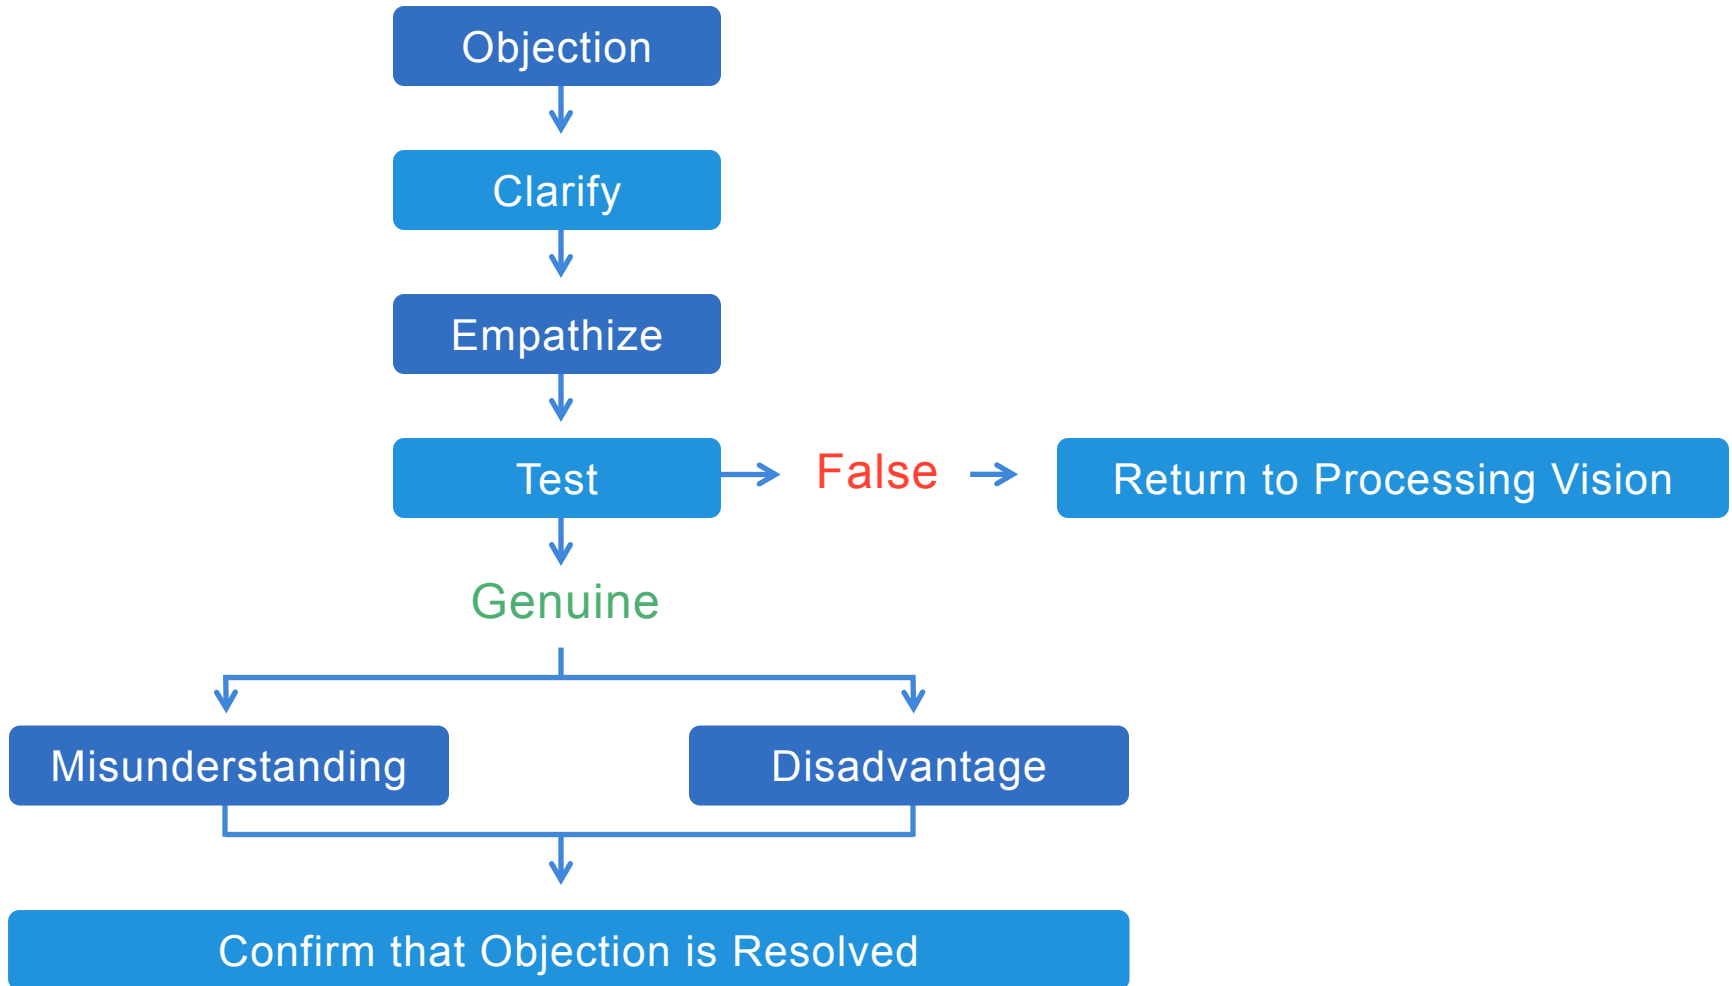 Objection
Clarify
Empathize
Test
False
Return to Processing Vision
Genuine
Misunderstanding
Disadvantage
Confirm that Objection is Resolved